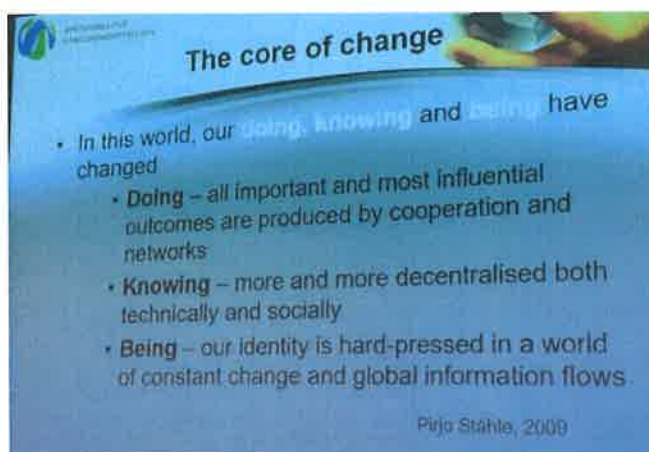 The core of change
• In this world, our doing, knowing and being have
changed
• Doing – all important and most influential
outcomes are produced by cooperation and
networks
• Knowing – more and more decentralised both
technically and socially
• Being – our identity is hard-pressed in a world
of constant change and global information flows
Pirjo Ståhle, 2009